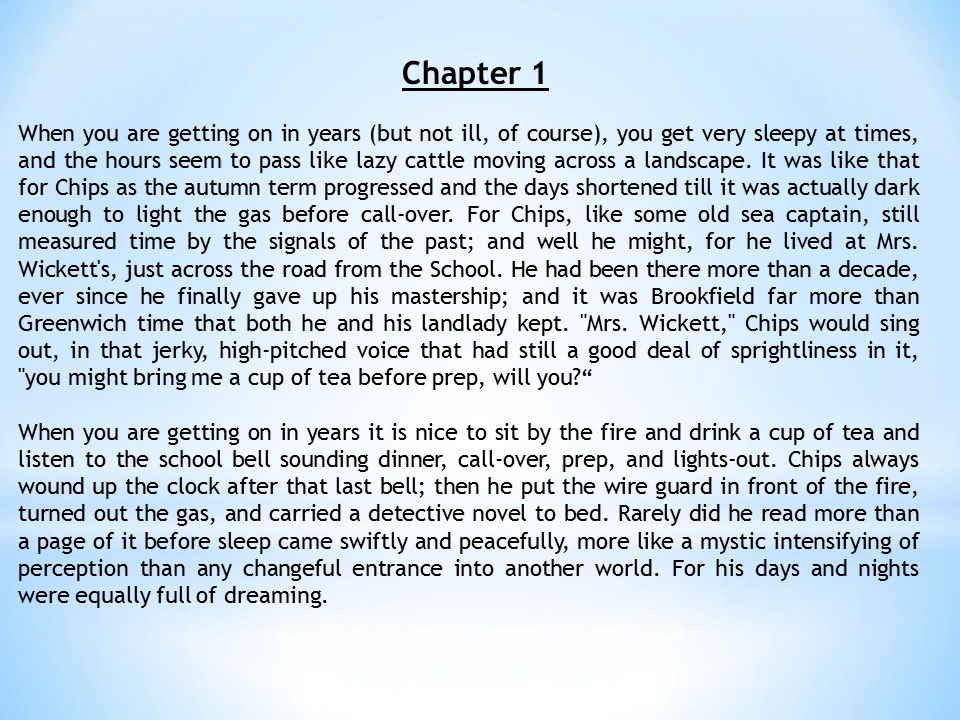 Chapter 1
When you are getting on in years (but not ill, of course), you get very sleepy at times,
and the hours seem to pass like lazy cattle moving across a landscape. It was like that
for Chips as the autumn term progressed and the days shortened till it was actually dark
enough to light the gas before call-over. For Chips, like some old sea captain, still
measured time by the signals of the past; and well he might, for he lived at Mrs.
Wickett's, just across the road from the School. He had been there more than a decade,
ever since he finally gave up his mastership; and it was Brookfield far more than
Greenwich time that both he and his landlady kept. "Mrs. Wickett," Chips would sing
out, in that jerky, high-pitched voice that had still a good deal of sprightliness in it,
"you might bring me a cup of tea before prep, will you?“
When you are getting on in years it is nice to sit by the fire and drink a cup of tea and
listen to the school bell sounding dinner, call-over, prep, and lights-out. Chips always
wound up the clock after that last bell; then he put the wire guard in front of the fire,
turned out the gas, and carried a detective novel to bed. Rarely did he read more than
a page of it before sleep came swiftly and peacefully, more like a mystic intensifying of
perception than any changeful entrance into another world. For his days and nights
were equally full of dreaming.